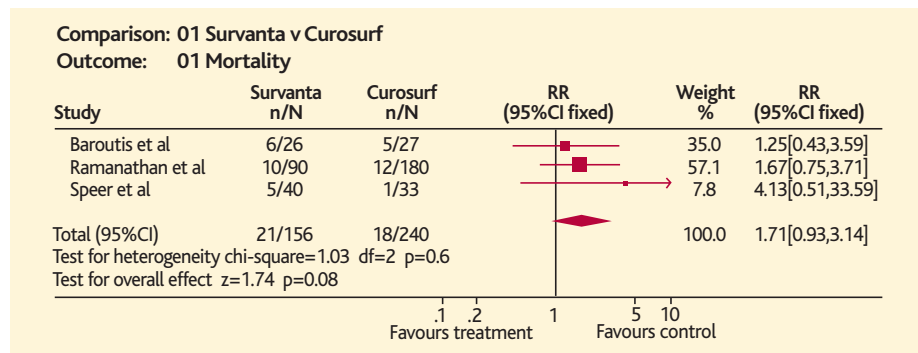 Comparison: 01 Survanta v Curosurf
Outcome: 01 Mortality
Survanta Curosurf RR Weight RR
Study n/N n/N (95%CI fixed) % (95%CI fixed)
Baroutis et al 6/26 5/27 35.0 1.25[0.43,3.59]
Ramanathan et al 10/90 12/180 57.1 1.67[0.75,3.71]
Speer et al 5/40 1/33 7.8 4.13[0.51,33.59]
Total (95%CI) 21/156 18/240 100.0 1.71[0.93,3.14]
Test for heterogeneity chi-square=1.03 df=2 p=0.6
Test for overall effect z=1.74 p=0.08
.1 .2 1 5 10
Favours treatment Favours control